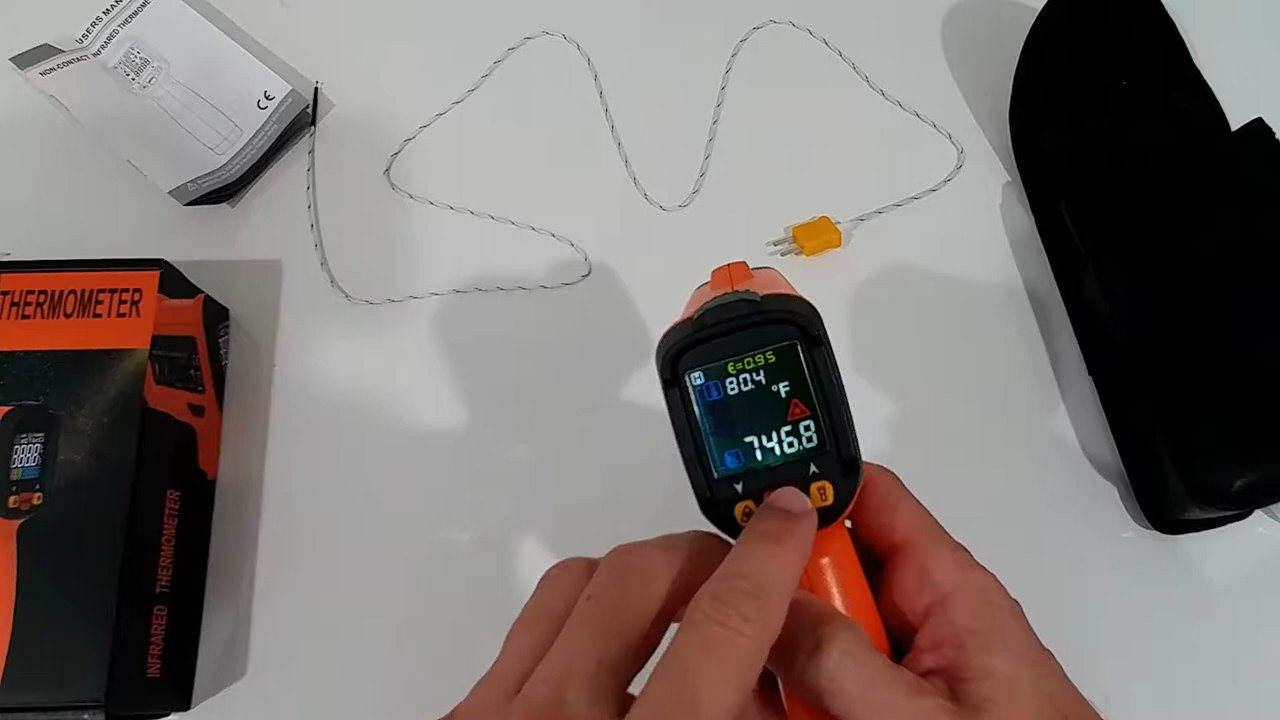 USERS MAN
NON-CONTACT INFRARED THERMOME
CE
THERMOMETER
INFRARED THERMOMETER
ε=0.95
H
80.4
°F
746.8